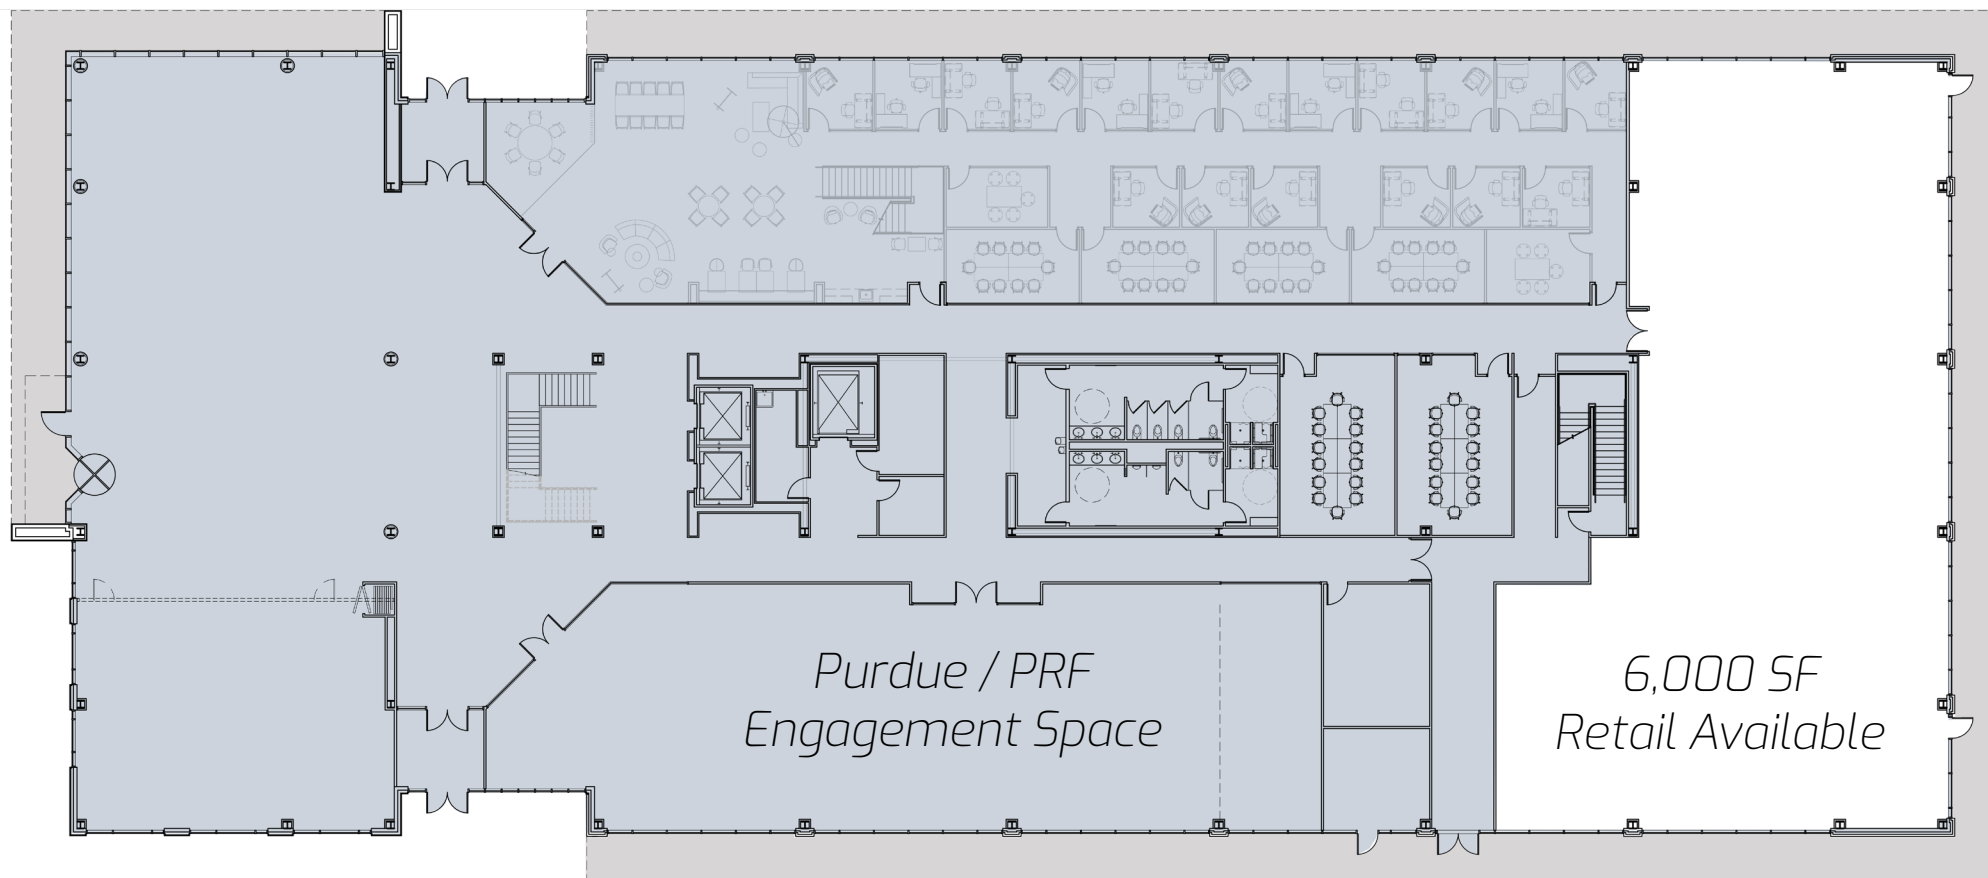 Purdue / PRF
Engagement Space
6,000 SF
Retail Available